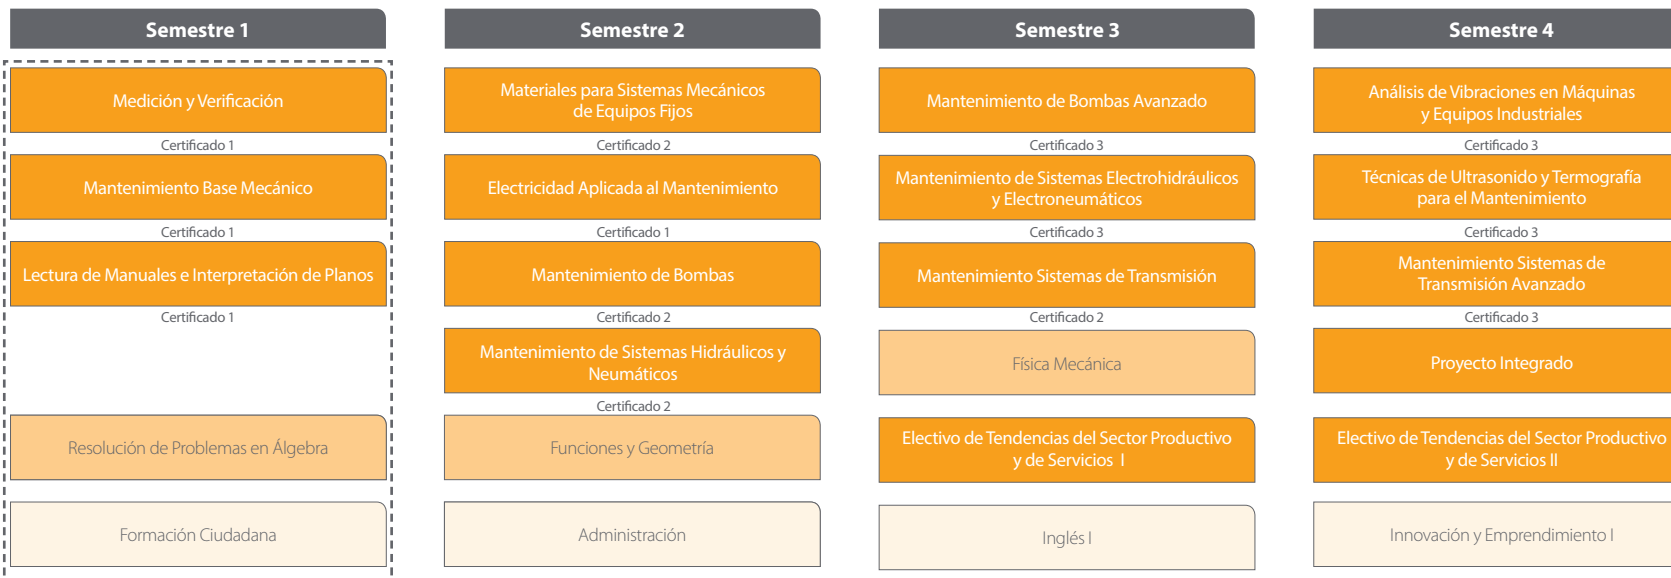 Semestre 1
Medición y Verificación
Certificado 1
Mantenimiento Base Mecánico
Certificado 1
Lectura de Manuales e Interpretación de Planos
Certificado 1
Resolución de Problemas en Álgebra
Formación Ciudadana
Semestre 2
Materiales para Sistemas Mecánicos
de Equipos Fijos
Certificado 2
Electricidad Aplicada al Mantenimiento
Certificado 1
Mantenimiento de Bombas
Certificado 2
Mantenimiento de Sistemas Hidráulicos y
Neumáticos
Certificado 2
Funciones y Geometría
Administración
Semestre 3
Mantenimiento de Bombas Avanzado
Certificado 3
Mantenimiento de Sistemas Electrohidráulicos
y Electroneumáticos
Certificado 3
Mantenimiento Sistemas de Transmisión
Certificado 2
Física Mecánica
Electivo de Tendencias del Sector Productivo
y de Servicios I
Inglés I
Semestre 4
Análisis de Vibraciones en Máquinas
y Equipos Industriales
Certificado 3
Técnicas de Ultrasonido y Termografía
para el Mantenimiento
Certificado 3
Mantenimiento Sistemas de
Transmisión Avanzado
Certificado 3
Proyecto Integrado
Electivo de Tendencias del Sector Productivo
y de Servicios II
Innovación y Emprendimiento I